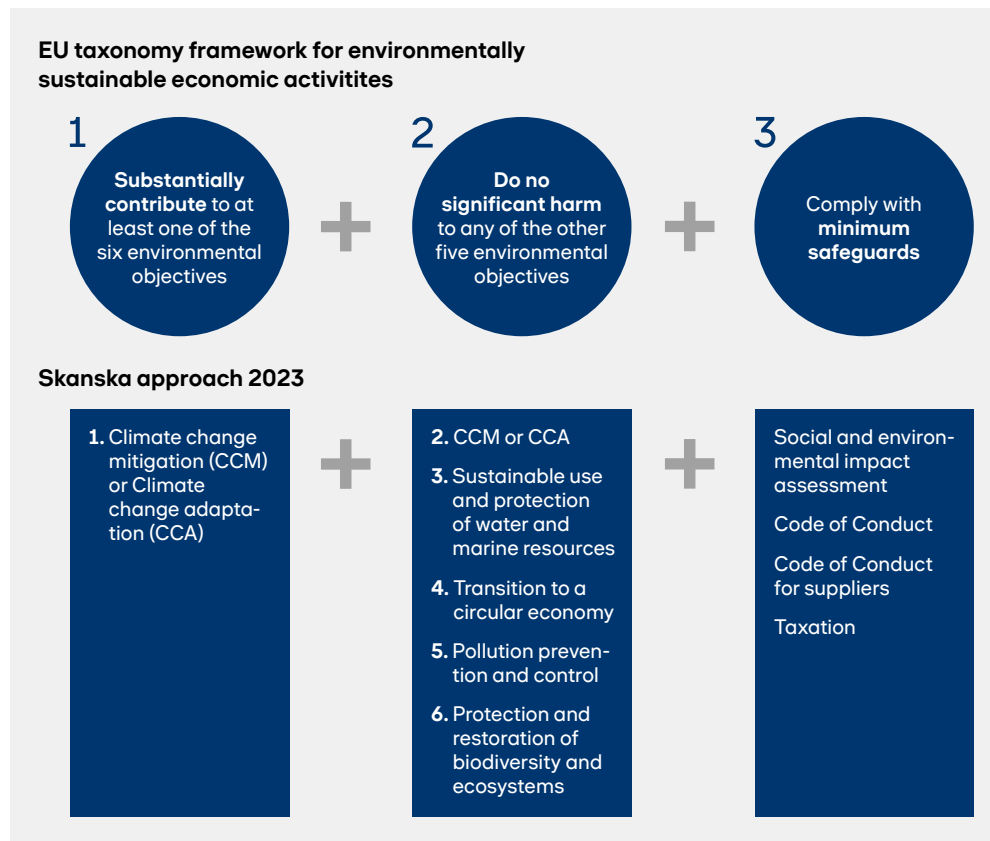 EU taxonomy framework for environmentally
sustainable economic activitites
1
Substantially
contribute to at
least one of the
six environmental
objectives
2
Do no
significant harm
to any of the other
five environmental
objectives
3
Comply with
minimum
safeguards
Skanska approach 2023
1. Climate change
mitigation (CCM)
or Climate
change adapta-
tion (CCA)
2. CCM or CCA
3. Sustainable use
and protection
of water and
marine resources
4. Transition to a
circular economy
5. Pollution preven-
tion and control
6. Protection and
restoration of
biodiversity and
ecosystems
Social and environ-
mental impact
assessment
Code of Conduct
Code of Conduct
for suppliers
Taxation